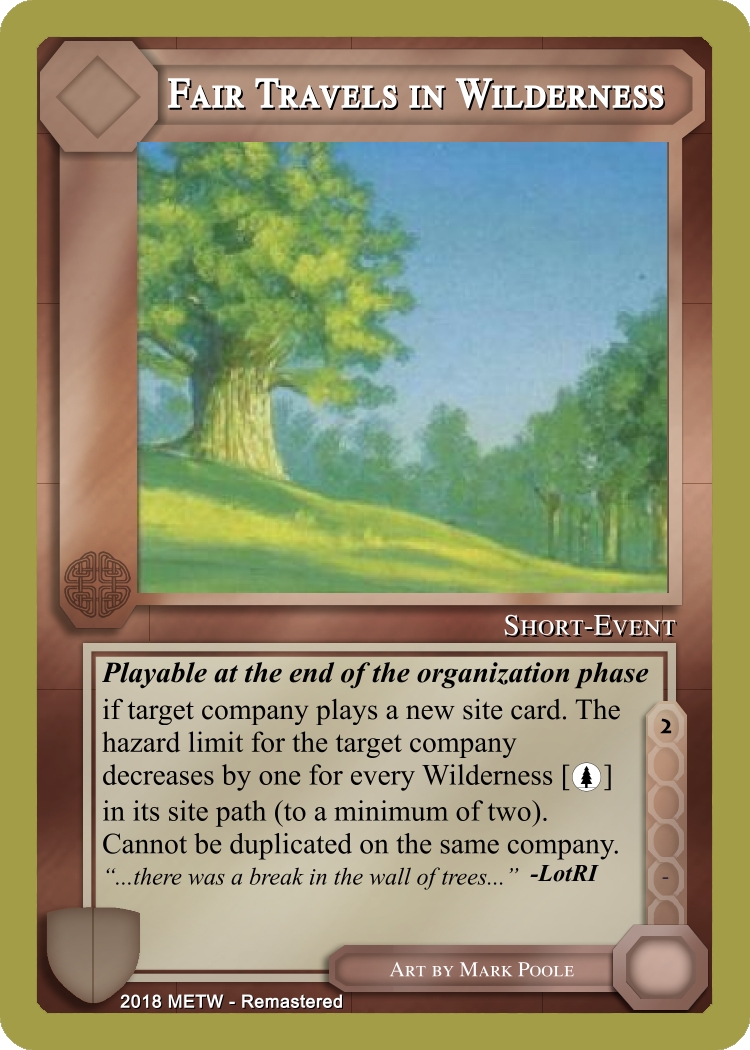 Fair Travels in Wilderness
Short-Event
Playable at the end of the organization phase
if target company plays a new site card. The
hazard limit for the target company
decreases by one for every Wilderness [ ]
in its site path (to a minimum of two).
Cannot be duplicated on the same company.
“...there was a break in the wall of trees...” -LotRI
2
-
Art by Mark Poole
2018 METW - Remastered